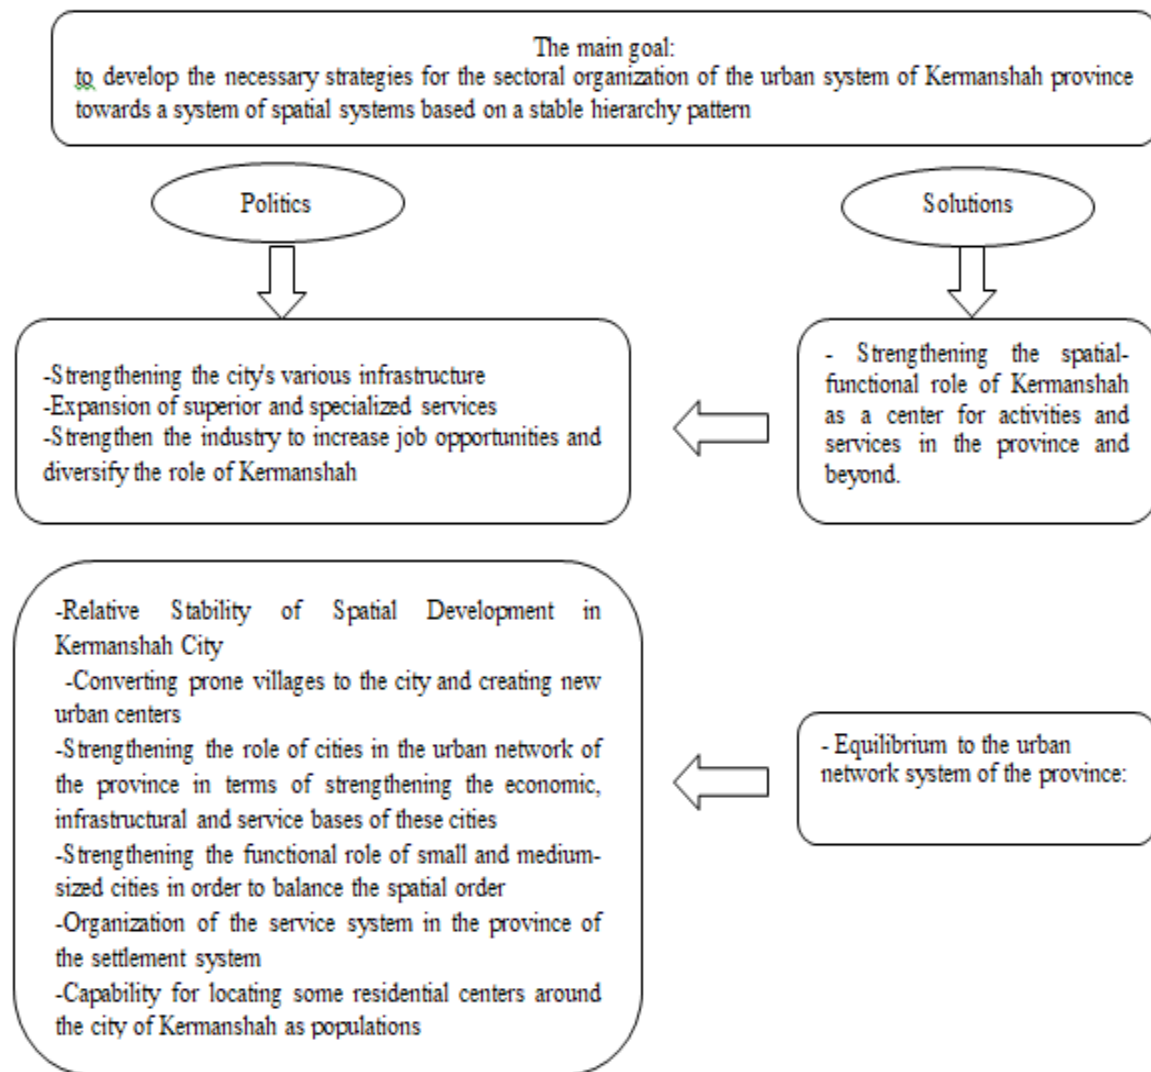 The main goal:
to develop the necessary strategies for the sectoral organization of the urban system of Kermanshah province
towards a system of spatial systems based on a stable hierarchy pattern
Politics
Solutions
-Strengthening the city's various infrastructure
-Expansion of superior and specialized services
-Strengthen the industry to increase job opportunities and
diversify the role of Kermanshah
- Strengthening the spatial-
functional role of Kermanshah
as a center for activities and
services in the province and
beyond.
-Relative Stability of Spatial Development in
Kermanshah City
-Converting prone villages to the city and creating new
urban centers
-Strengthening the role of cities in the urban network of
the province in terms of strengthening the economic,
infrastructural and service bases of these cities
-Strengthening the functional role of small and medium-
sized cities in order to balance the spatial order
-Organization of the service system in the province of
the settlement system
-Capability for locating some residential centers around
the city of Kermanshah as populations
- Equilibrium to the urban
network system of the province: